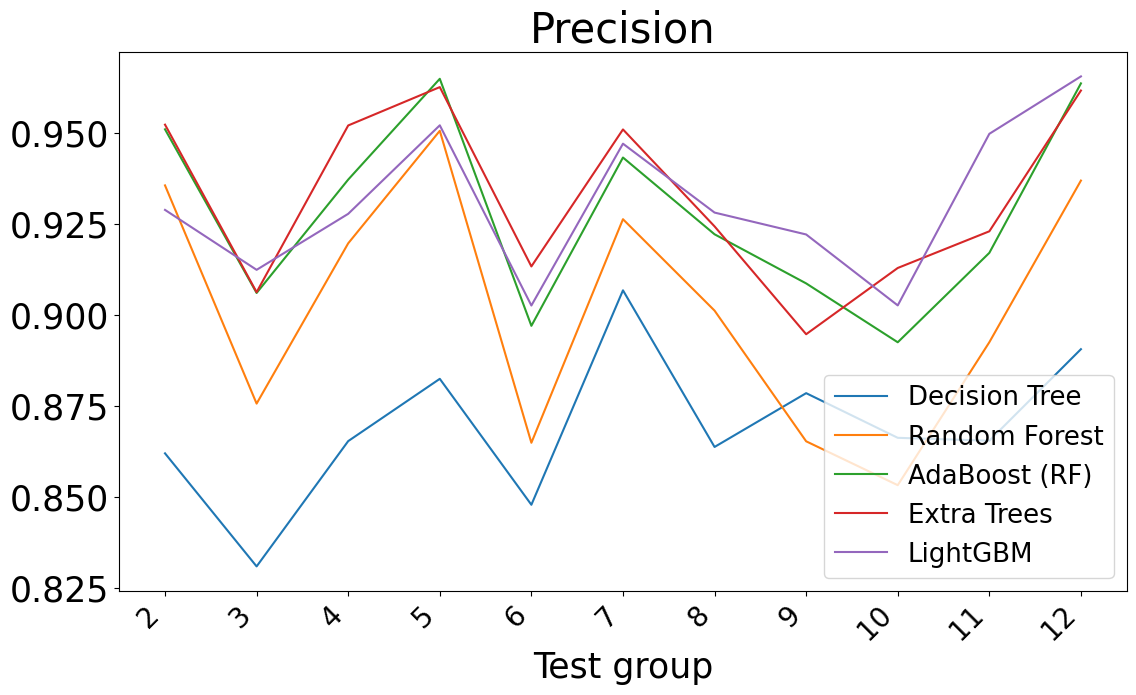 Precision
0.950
0.925
0.900
0.875
0.850
0.825
2
3
4
5
6
7
8
9
10
11
12
Test group
Decision Tree
Random Forest
AdaBoost (RF)
Extra Trees
LightGBM